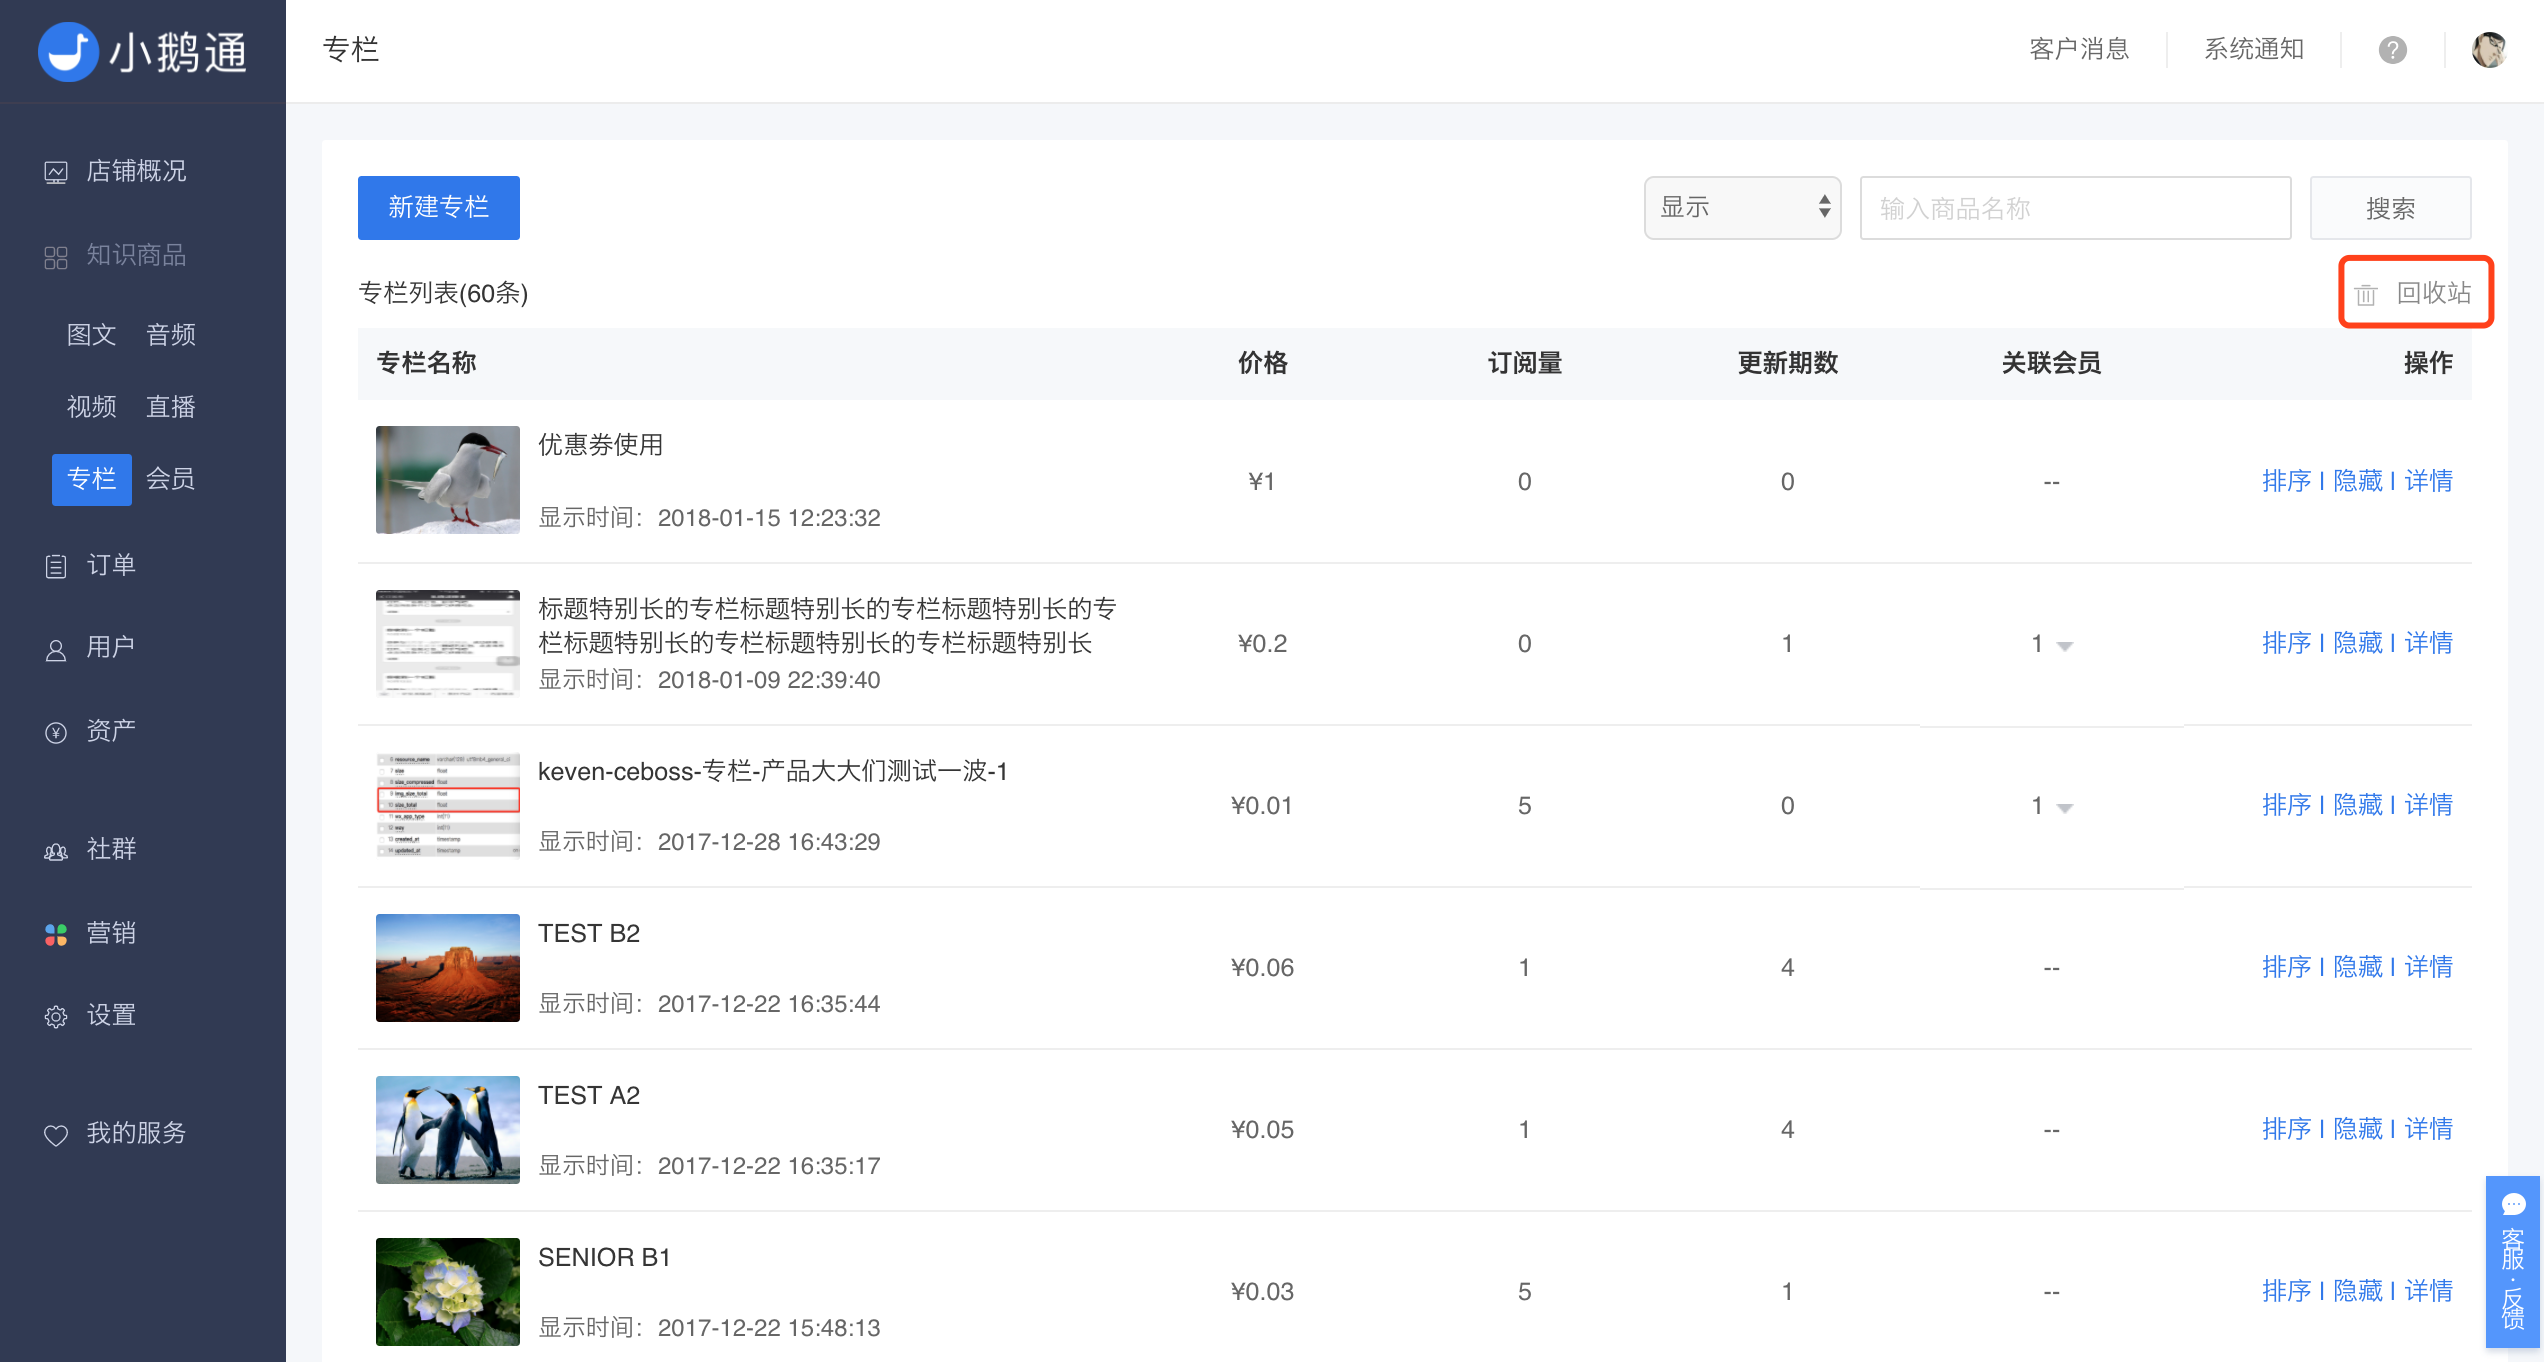 小鹅通
专栏
客户消息
系统通知
?
店铺概况
知识商品
图文 音频
视频 直播
专栏 会员
订单
用户
资产
社群
营销
设置
我的服务
新建专栏
显示
输入商品名称
搜索
专栏列表(60条)
回收站
专栏名称 价格 订阅量 更新期数 关联会员 操作
优惠券使用
显示时间: 2018-01-15 12:23:32
¥1 0 0 -- 排序 | 隐藏 | 详情
标题特别长的专栏标题特别长的专栏标题特别长的专
栏标题特别长的专栏标题特别长的专栏标题特别长
显示时间: 2018-01-09 22:39:40
¥0.2 0 1 1 排序 | 隐藏 | 详情
resource_name
size float
size_compressed float
img_size_total float
size_total float
wx_app_type
way
created_at timestamp
updated_at timestamp
keven-ceboss-专栏-产品大大们测试一波-1
显示时间: 2017-12-28 16:43:29
¥0.01 5 0 1 排序 | 隐藏 | 详情
TEST B2
显示时间: 2017-12-22 16:35:44
¥0.06 1 4 -- 排序 | 隐藏 | 详情
TEST A2
显示时间: 2017-12-22 16:35:17
¥0.05 1 4 -- 排序 | 隐藏 | 详情
SENIOR B1
显示时间: 2017-12-22 15:48:13
¥0.03 5 1 -- 排序 | 隐藏 | 详情
客服·反馈